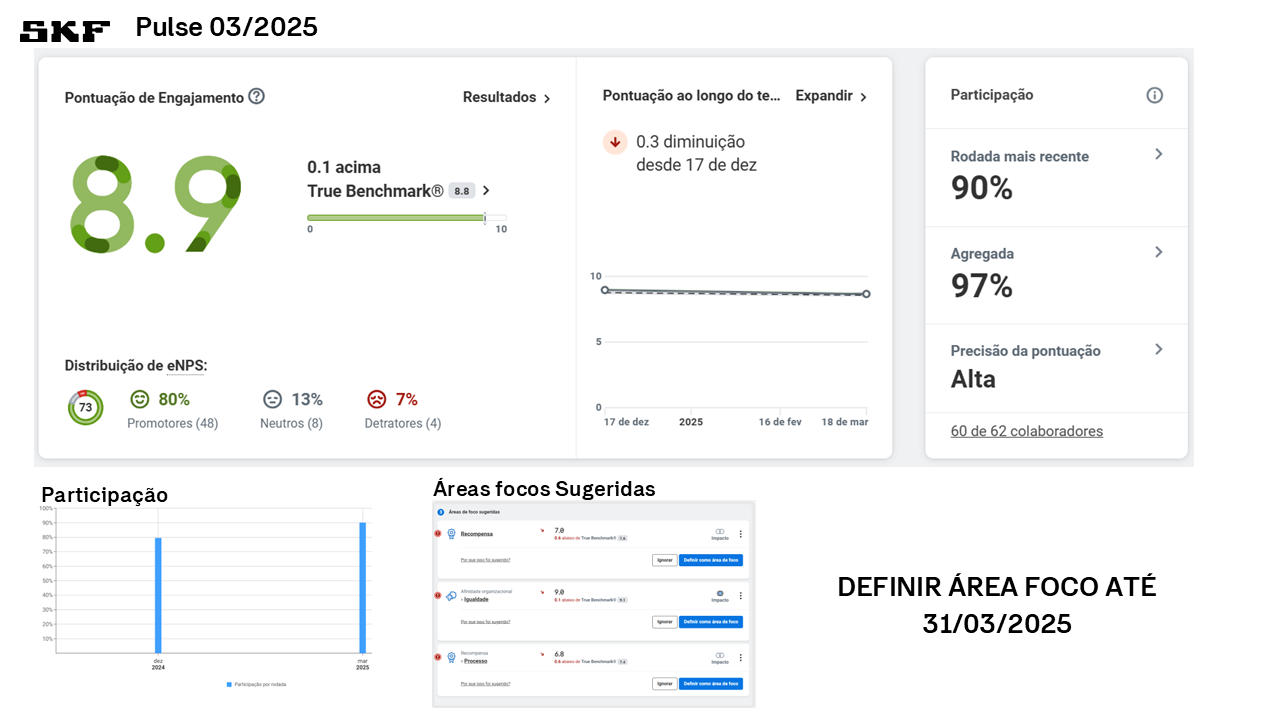 SKF Pulse 03/2025
Pontuação de Engajamento
Resultados
8.9
0.1 acima
True Benchmark® 8.8
0 10
Distribuição de eNPS:
73
80%
Promotores (48)
13%
Neutros (8)
7%
Detratores (4)
Pontuação ao longo do te... Expandir
0.3 diminuição
desde 17 de dez
10
5
0
17 de dez 2025 16 de fev 18 de mar
Participação
Rodada mais recente
90%
Agregada
97%
Precisão da pontuação
Alta
60 de 62 colaboradores
Participação
100%
90%
80%
70%
60%
50%
40%
30%
20%
10%
dez
2024
mar
2025
Participação por rodada
Áreas focos Sugeridas
3 Áreas de foco sugeridas
Recompensa
7.0
0.6 abaixo de True Benchmark® 7.6
Impacto
Por que isso foi sugerido?
Ignorar Definir como área de foco
Afinidade organizacional
› Igualdade
9.0
0.1 abaixo de True Benchmark® 9.1
Impacto
Por que isso foi sugerido?
Ignorar Definir como área de foco
Recompensa
› Processo
6.8
0.6 abaixo de True Benchmark® 7.4
Impacto
Por que isso foi sugerido?
Ignorar Definir como área de foco
DEFINIR ÁREA FOCO ATÉ
31/03/2025